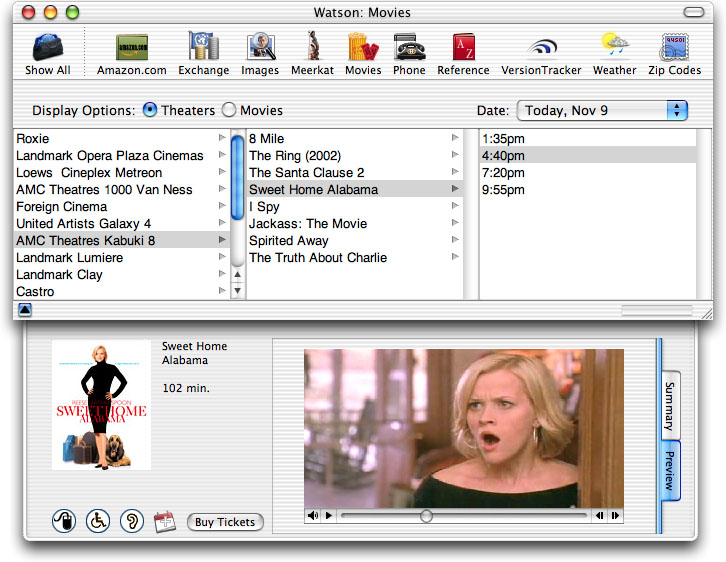 Watson: Movies
amazon.com
94501
Show All Amazon.com Exchange Images Meerkat Movies Phone Reference VersionTracker Weather Zip Codes
Display Options: Theaters Movies Date: Today, Nov 9
Roxie
Landmark Opera Plaza Cinemas
Loews Cineplex Metreon
AMC Theatres 1000 Van Ness
Foreign Cinema
United Artists Galaxy 4
AMC Theatres Kabuki 8
Landmark Lumiere
Landmark Clay
Castro
8 Mile
The Ring (2002)
The Santa Clause 2
Sweet Home Alabama
I Spy
Jackass: The Movie
Spirited Away
The Truth About Charlie
1:35pm
4:40pm
7:20pm
9:55pm
Sweet Home
Alabama
102 min.
REESE WITHERSPOON
SWEET HOME
ALABAMA
Summary
Preview
Buy Tickets